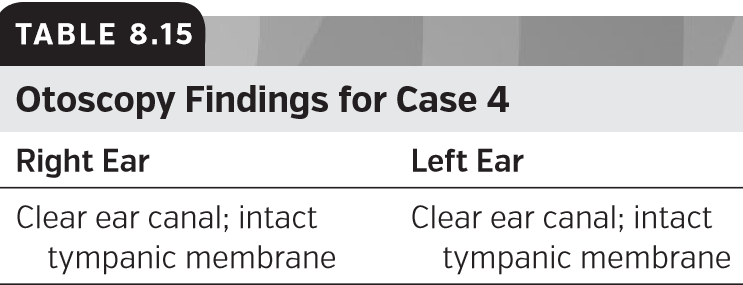 TABLE 8.15
Otoscopy Findings for Case 4
Right Ear Left Ear
Clear ear canal; intact Clear ear canal; intact
tympanic membrane tympanic membrane